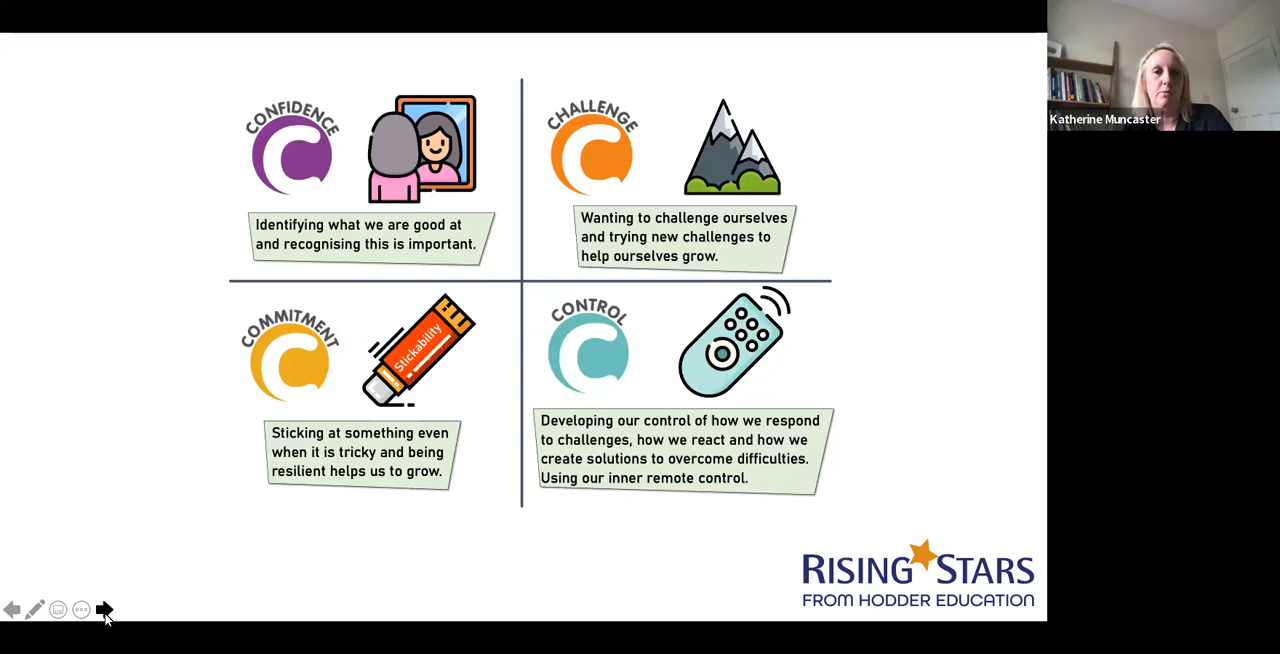 CONFIDENCE
Identifying what we are good at
and recognising this is important.
CHALLENGE
Wanting to challenge ourselves
and trying new challenges to
help ourselves grow.
COMMITMENT
Stickability
Sticking at something even
when it is tricky and being
resilient helps us to grow.
CONTROL
Developing our control of how we respond
to challenges, how we react and how we
create solutions to overcome difficulties.
Using our inner remote control.
RISING STARS
FROM HODDER EDUCATION
Katherine Muncaster